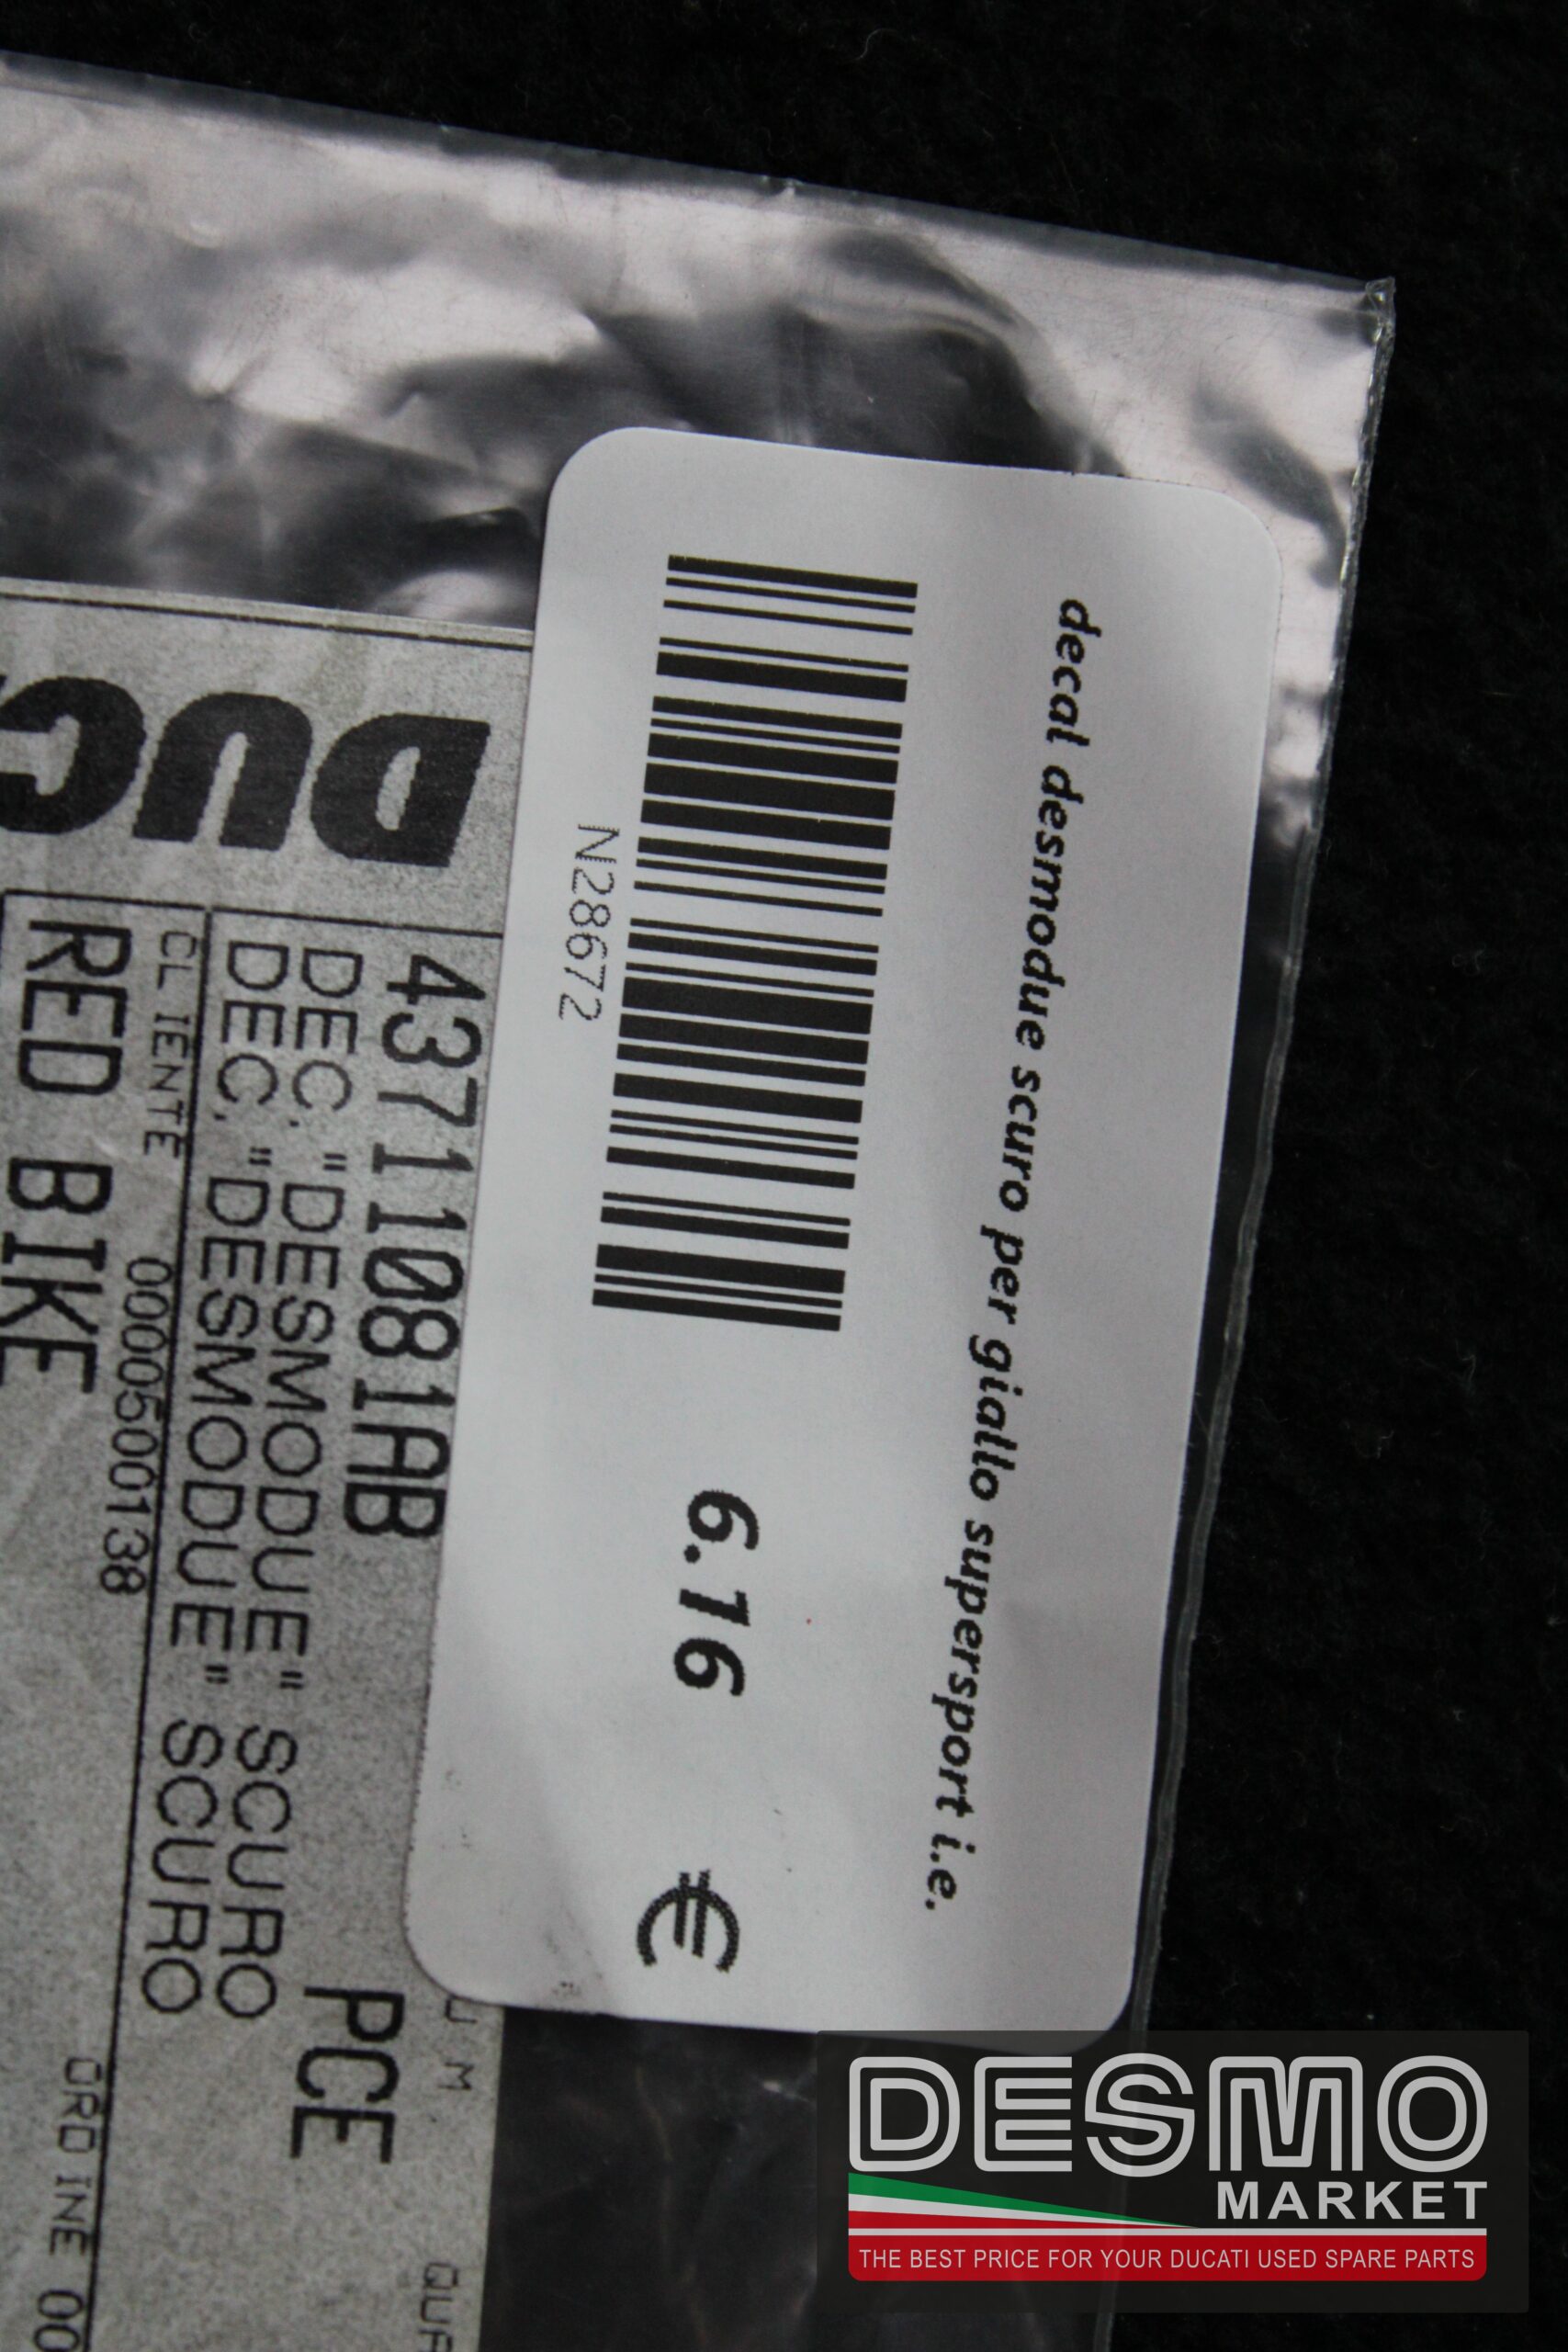 decal desmodue scuro per giallo supersport i.e.
N28672
6.16 €
43711081AB
DEC. "DESMODUE" SCURO
DEC. "DESMODUE" SCURO
PCE
CLIENTE
0000500138
RED BIKE
DESMO
MARKET
THE BEST PRICE FOR YOUR DUCATI USED SPARE PARTS